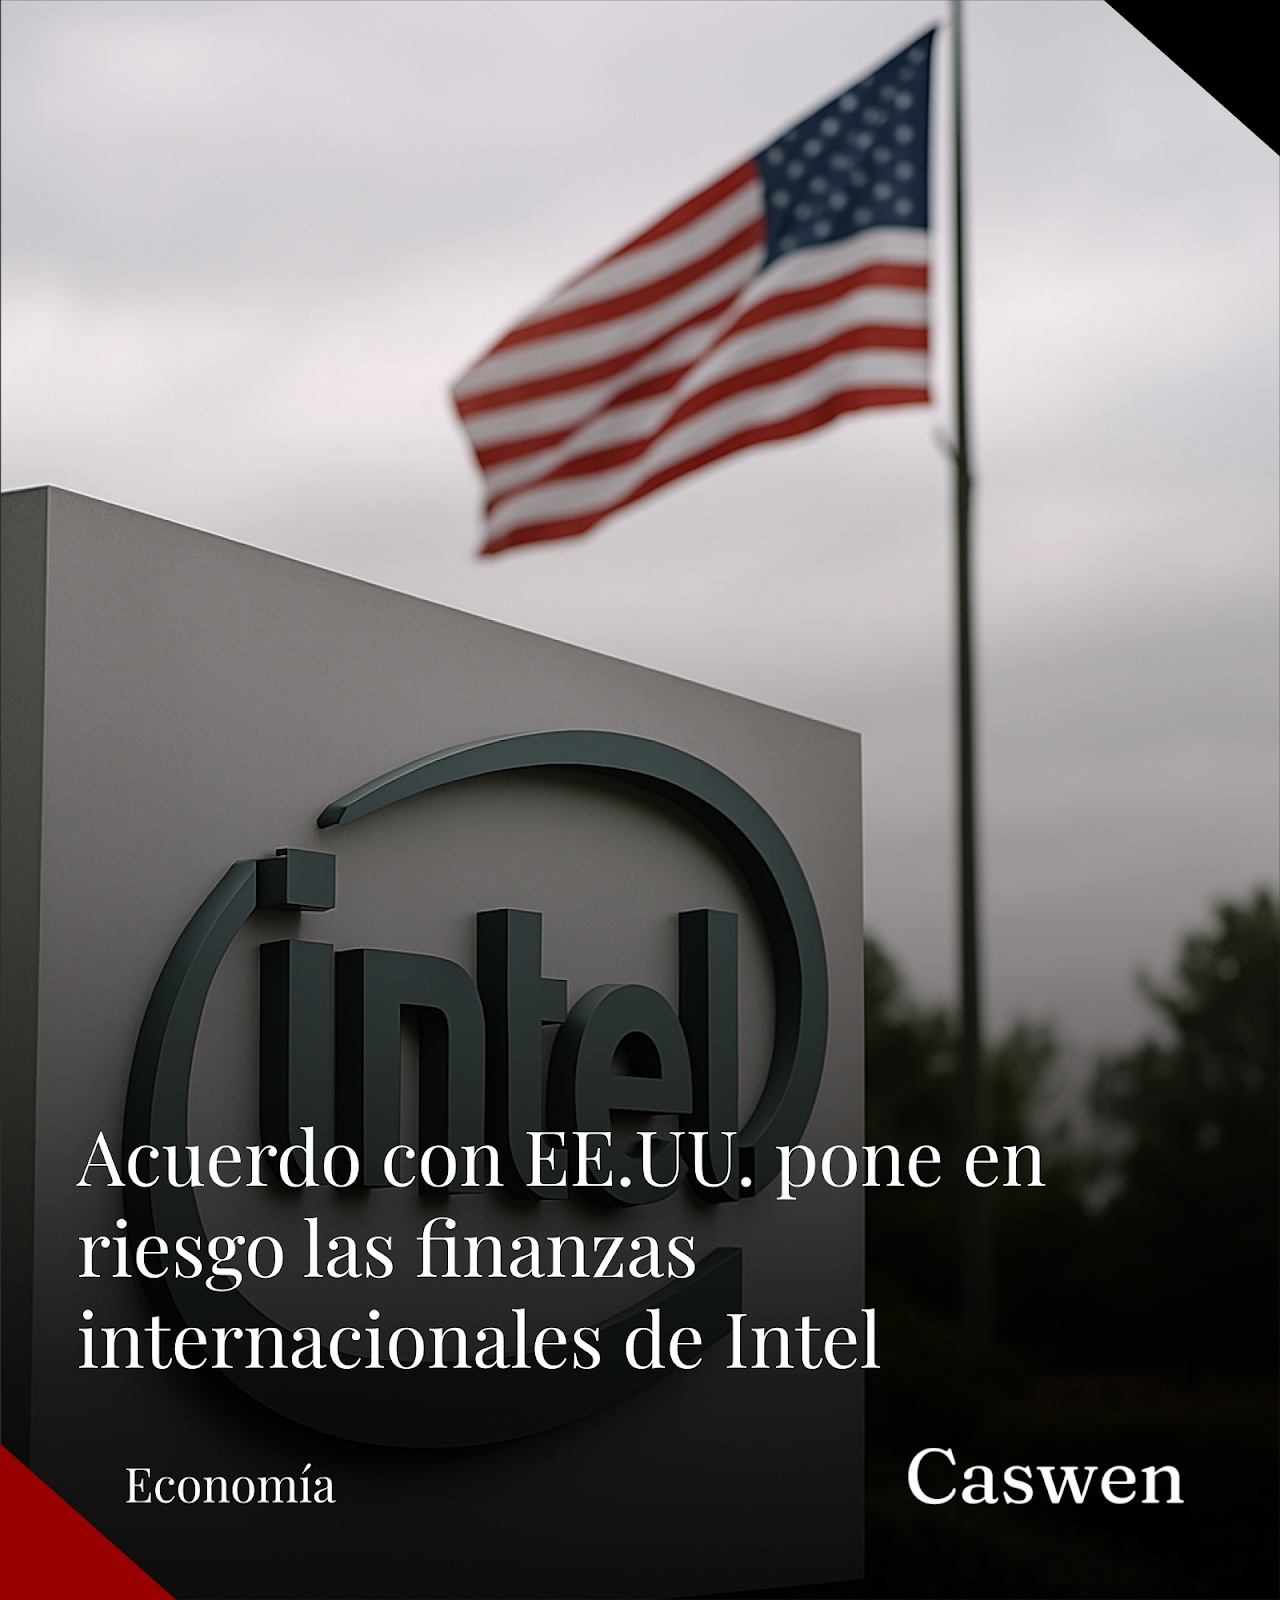 intel
Acuerdo con EE.UU. pone en
riesgo las finanzas
internacionales de Intel
Economía
Caswen